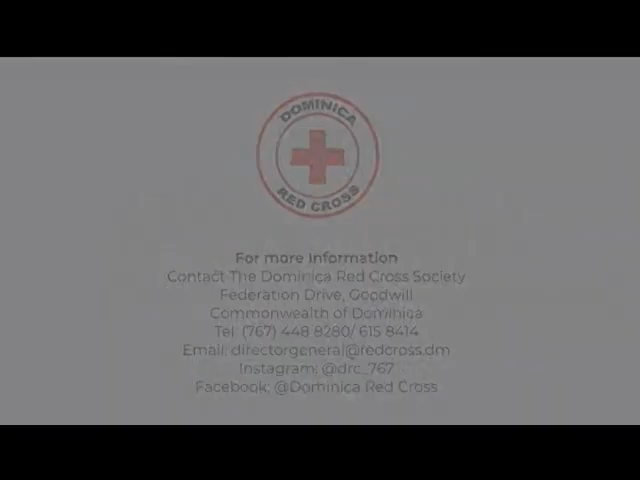 DOMINICA
RED CROSS
For more Information
Contact The Dominica Red Cross Society
Federation Drive, Goodwill
Commonwealth of Dominica
Tel: (767) 448 8280/ 615 8414
Email: directorgeneral@redcross.dm
Instagram: @drc_767
Facebook: @Dominica Red Cross